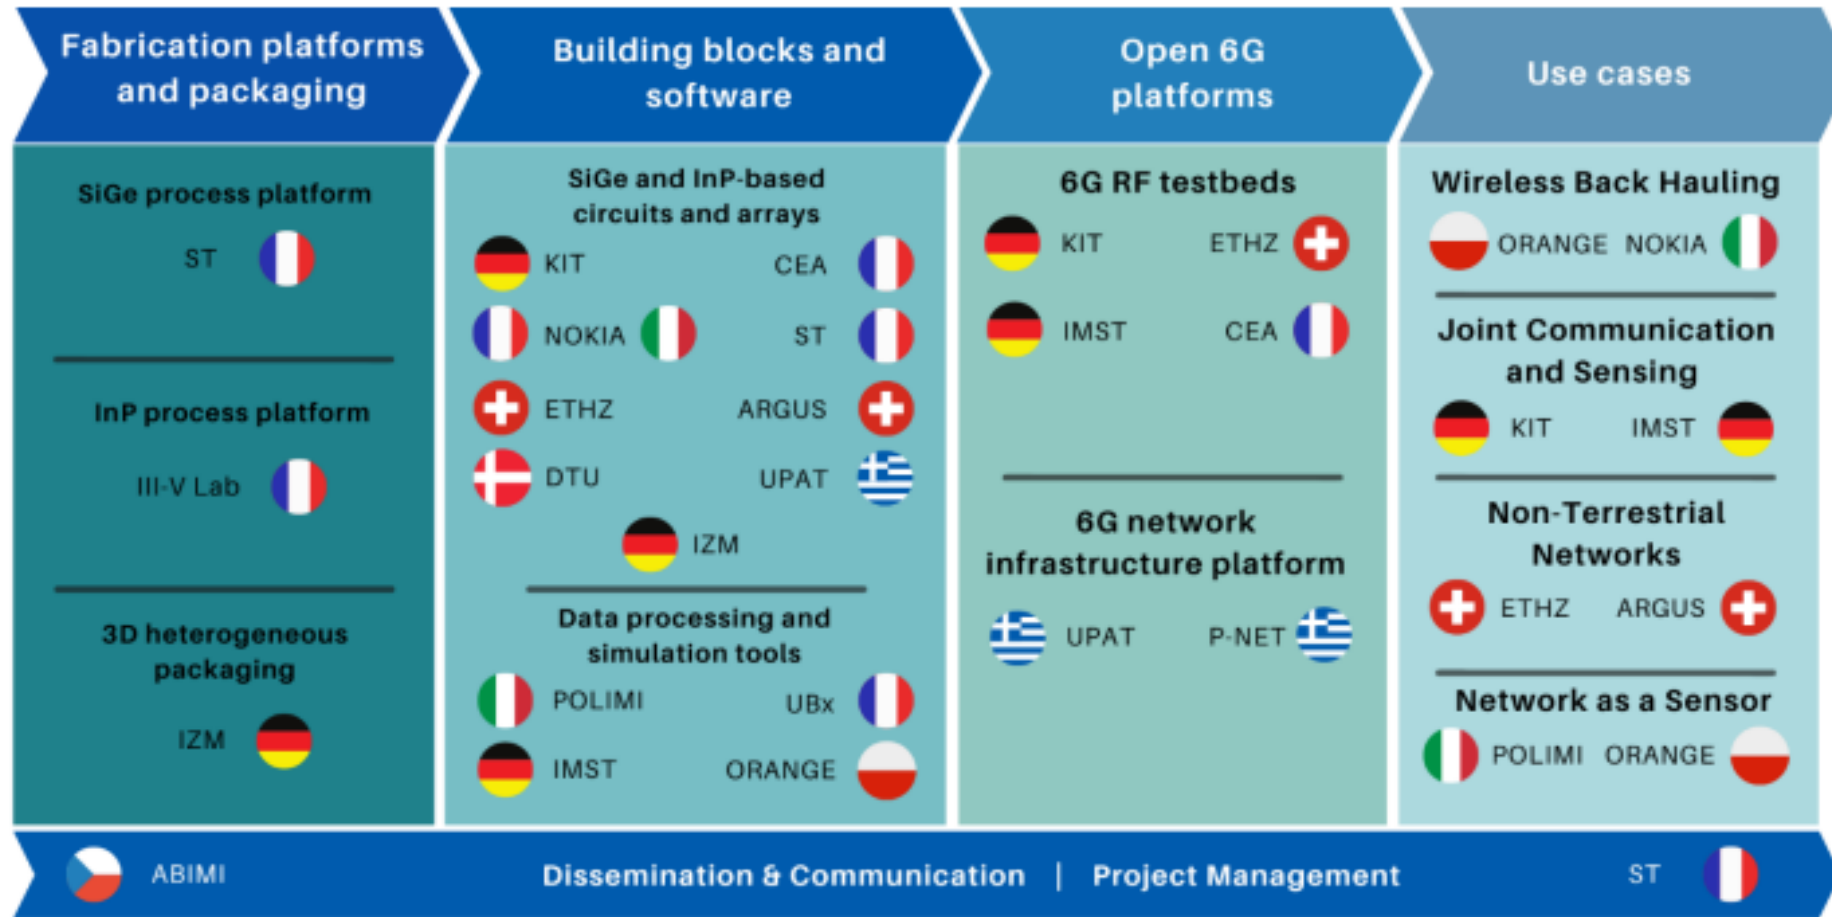 Fabrication platforms
and packaging
Building blocks and
software
Open 6G
platforms
Use cases
SiGe process platform
ST
InP process platform
III-V Lab
3D heterogeneous
packaging
IZM
SiGe and InP-based
circuits and arrays
KIT CEA
NOKIA ST
ETHZ ARGUS
DTU UPAT
IZM
Data processing and
simulation tools
POLIMI UBx
IMST ORANGE
6G RF testbeds
KIT ETHZ
IMST CEA
6G network
infrastructure platform
UPAT P-NET
Wireless Back Hauling
ORANGE NOKIA
Joint Communication
and Sensing
KIT IMST
Non-Terrestrial
Networks
ETHZ ARGUS
Network as a Sensor
POLIMI ORANGE
ABIMI Dissemination & Communication | Project Management ST